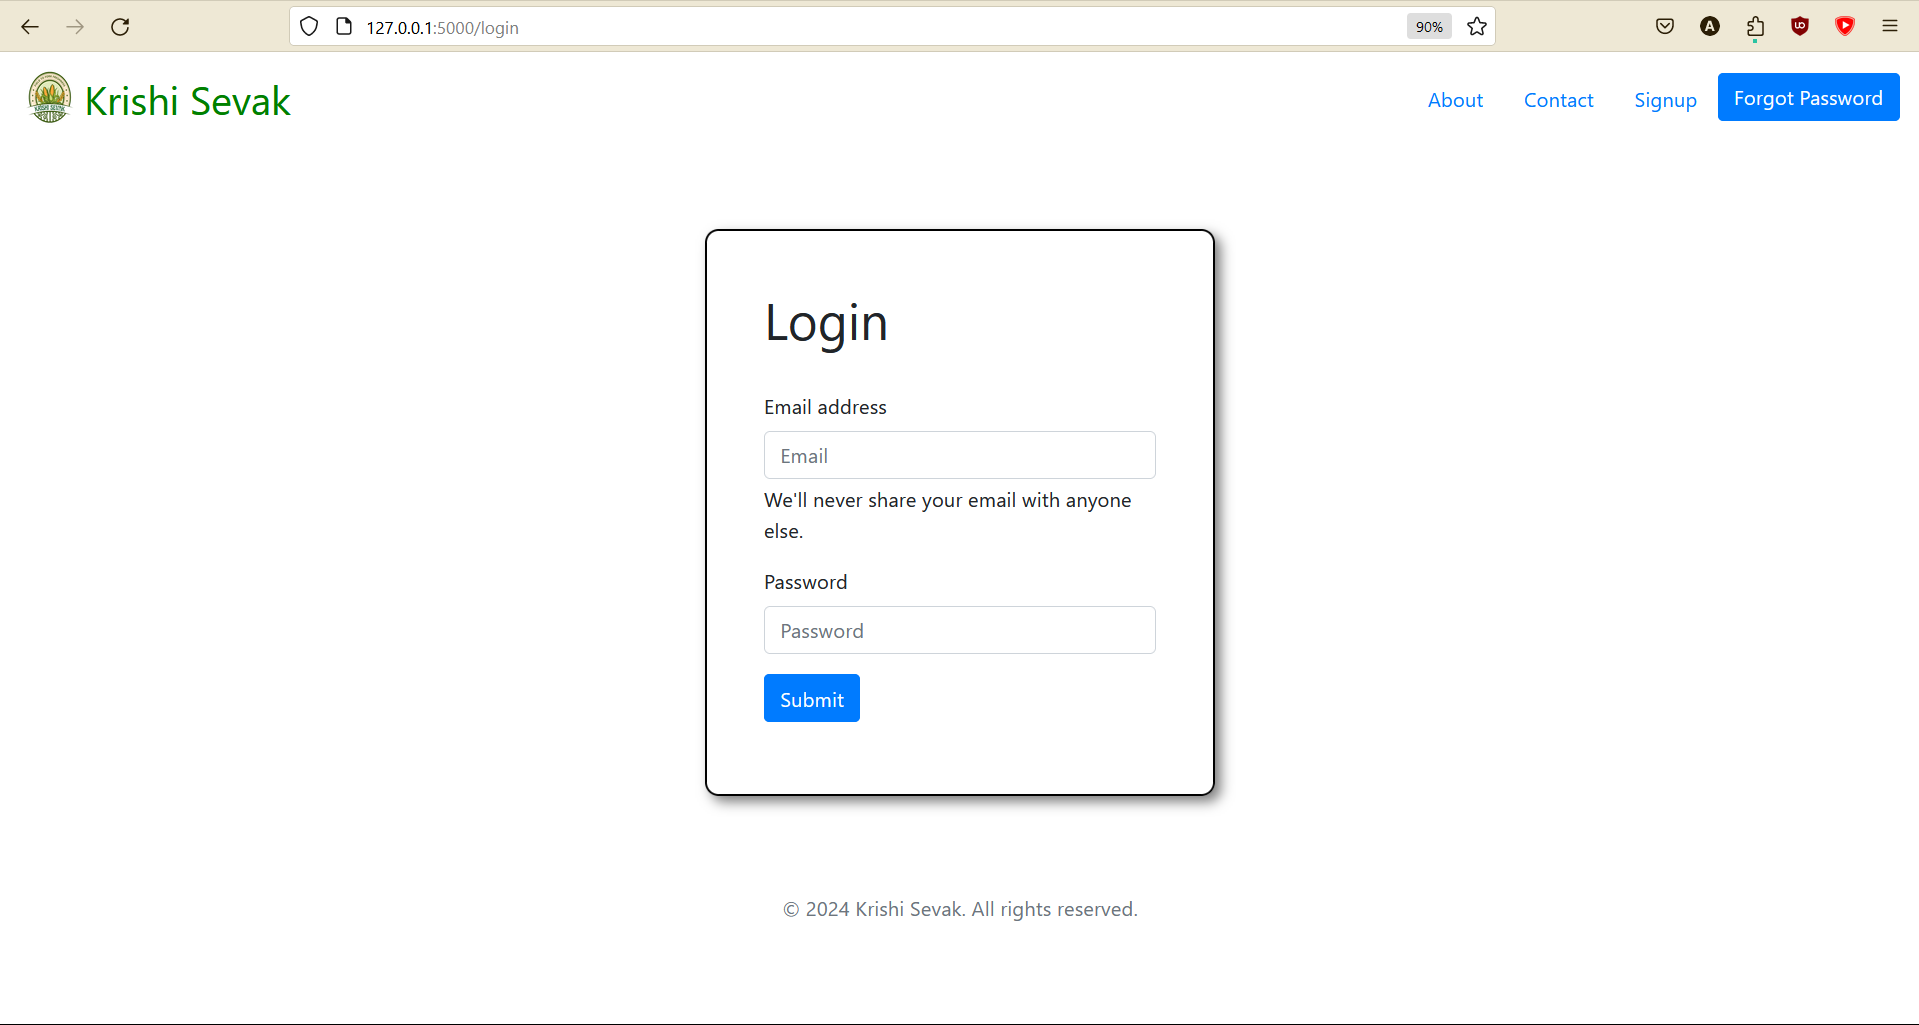 127.0.0.1:5000/login
90%
Krishi Sevak
About
Contact
Signup
Forgot Password
Login
Email address
Email
We'll never share your email with anyone
else.
Password
Password
Submit
© 2024 Krishi Sevak. All rights reserved.